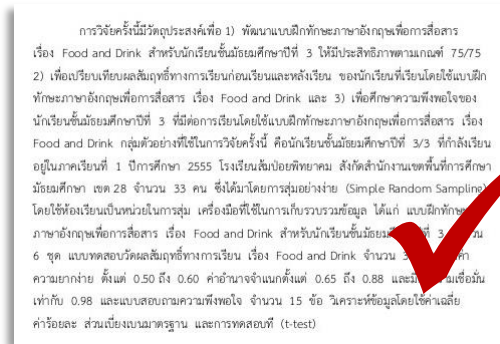 การวิจัยครั้งนี้มีวัตถุประสงค์เพื่อ 1) พัฒนาแบบฝึกทักษะภาษาอังกฤษเพื่อการสื่อสาร
เรื่อง Food and Drink สำหรับนักเรียนชั้นมัธยมศึกษาปีที่ 3 ให้มีประสิทธิภาพตามเกณฑ์ 75/75
2) เพื่อเปรียบเทียบผลสัมฤทธิ์ทางการเรียนก่อนเรียนและหลังเรียน ของนักเรียนที่เรียนโดยใช้แบบฝึก
ทักษะภาษาอังกฤษเพื่อการสื่อสาร เรื่อง Food and Drink และ 3) เพื่อศึกษาความพึงพอใจของ
นักเรียนชั้นมัธยมศึกษาปีที่ 3 ที่มีต่อการเรียนโดยใช้แบบฝึกทักษะภาษาอังกฤษเพื่อการสื่อสาร เรื่อง
Food and Drink กลุ่มตัวอย่างที่ใช้ในการวิจัยครั้งนี้ คือนักเรียนชั้นมัธยมศึกษาปีที่ 3/3 ที่กำลังเรียน
อยู่ในภาคเรียนที่ 1 ปีการศึกษา 2555 โรงเรียนส้มป่อยพิทยาคม สังกัดสำนักงานเขตพื้นที่การศึกษา
มัธยมศึกษา เขต 28 จำนวน 33 คน ซึ่งได้มาโดยการสุ่มอย่างง่าย (Simple Random Sampling)
โดยใช้ห้องเรียนเป็นหน่วยในการสุ่ม เครื่องมือที่ใช้ในการเก็บรวบรวมข้อมูล ได้แก่ แบบฝึกทักษะ
ภาษาอังกฤษเพื่อการสื่อสาร เรื่อง Food and Drink สำหรับนักเรียนชั้นมัธยม ที่ 3
6 ชุด แบบทดสอบวัดผลสัมฤทธิ์ทางการเรียน เรื่อง Food and Drink จำนวน
ความยากง่าย ตั้งแต่ 0.50 ถึง 0.60 ค่าอำนาจจำแนกตั้งแต่ 0.65 ถึง 0.88 และมี เชื่อมั่น
เท่ากับ 0.98 และแบบสอบถามความพึงพอใจ จำนวน 15 ข้อ วิเคราะห์ข้อมูลโดยใช้ค่าเฉลี่ย
ค่าร้อยละ ส่วนเบี่ยงเบนมาตรฐาน และการทดสอบที (t-test)